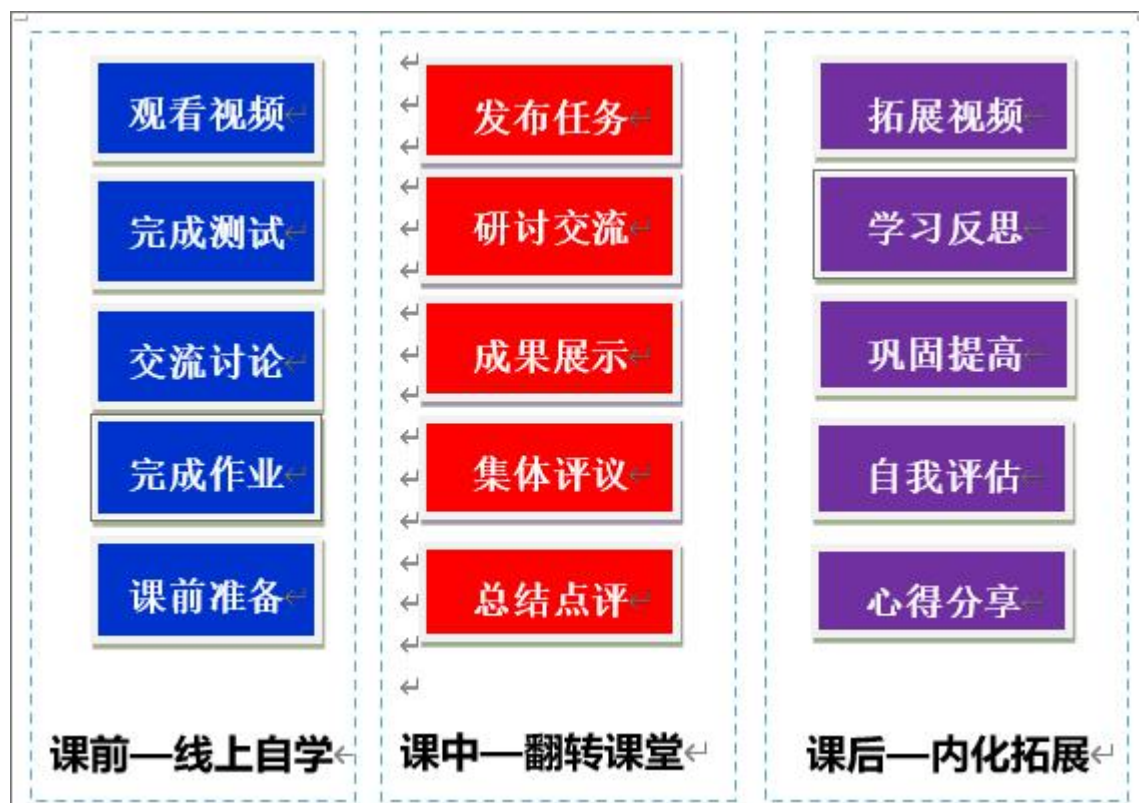 观看视频
完成测试
交流讨论
完成作业
课前准备
课前—线上自学
发布任务
研讨交流
成果展示
集体评议
总结点评
课中—翻转课堂
拓展视频
学习反思
巩固提高
自我评估
心得分享
课后—内化拓展